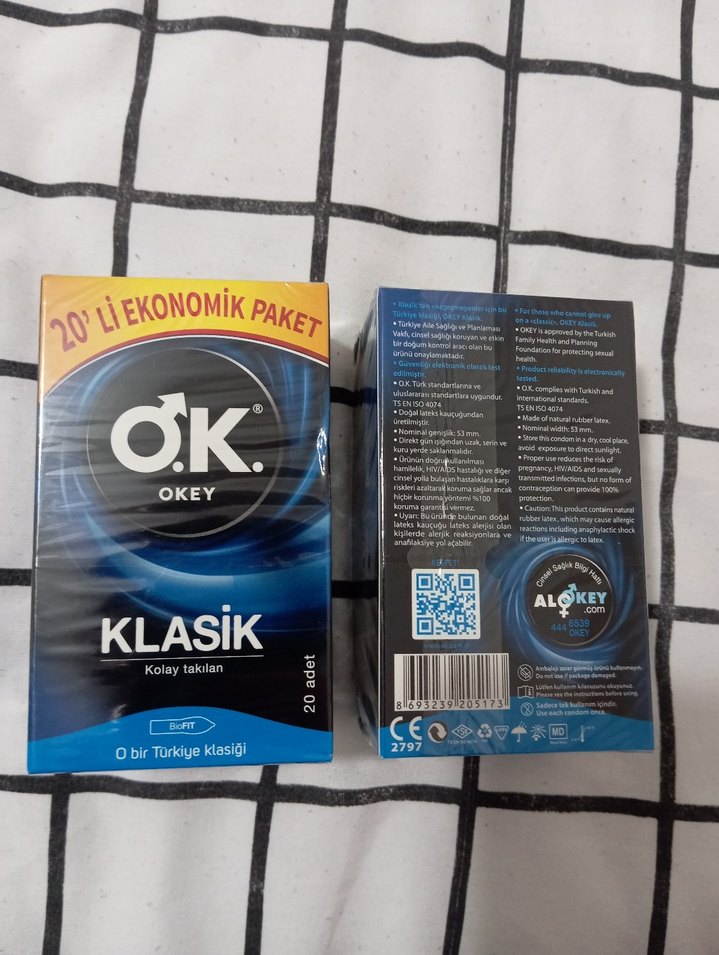 20' Lİ EKONOMİK PAKET
O.K.®
OKEY
KLASİK
Kolay takılan
20 adet
BioFIT
O bir Türkiye klasiği
• Klasik'ten vazgeçmeyenler için bir
Türkiye klasiği, OKEY Klasik.
• Türkiye Aile Sağlığı ve Planlaması
Vakfı, cinsel sağlığı koruyan ve etkin
bir doğum kontrol aracı olan bu
ürünü onaylamaktadır.
• Güvenliği elektronik olarak test
edilmiştir.
• O.K. Türk standartlarına ve
uluslararası standartlara uygundur.
TS EN ISO 4074
• Doğal lateks kauçuğundan
üretilmiştir.
• Nominal genişlik: 53 mm.
• Direkt gün ışığından uzak, serin ve
kuru yerde saklanmalıdır.
• Ürünün doğru kullanılması
hamilelik, HIV/AIDS hastalığı ve diğer
cinsel yolla bulaşan hastalıklara karşı
riskleri azaltarak koruma sağlar ancak
hiçbir korunma yöntemi %100
koruma garantisi vermez.
• Uyarı: Bu üründe bulunan doğal
lateks kauçuğu lateks alerjisi olan
kişilerde alerjik reaksiyonlara ve
anafilaksiye yol açabilir.
• For those who cannot give up
on a «classic», OKEY Klasik.
• OKEY is approved by the Turkish
Family Health and Planning
Foundation for protecting sexual
health.
• Product reliability is electronically
tested.
• O.K. complies with Turkish and
international standards.
TS EN ISO 4074
• Made of natural rubber latex.
• Nominal width: 53 mm.
• Store this condom in a dry, cool place,
avoid exposure to direct sunlight.
• Proper use reduces the risk of
pregnancy, HIV/AIDS and sexually
transmitted infections, but no form of
contraception can provide 100%
protection.
• Caution: This product contains natural
rubber latex, which may cause allergic
reactions including anaphylactic shock
if the user is allergic to latex.
KEŞFET:
www.ok.com.tr
Cinsel Sağlık Bilgi Hattı
ALOKEY
.com
444 6539
OKEY
8 693239 205173
Ambalajı zarar görmüş ürünü kullanmayın.
Do not use if package damaged.
Lütfen kullanım kılavuzunu okuyunuz.
Please see the instructions before using.
Sadece tek kullanım içindir.
Use each condom once.
CE
2797
TS EN ISO 4074
MD